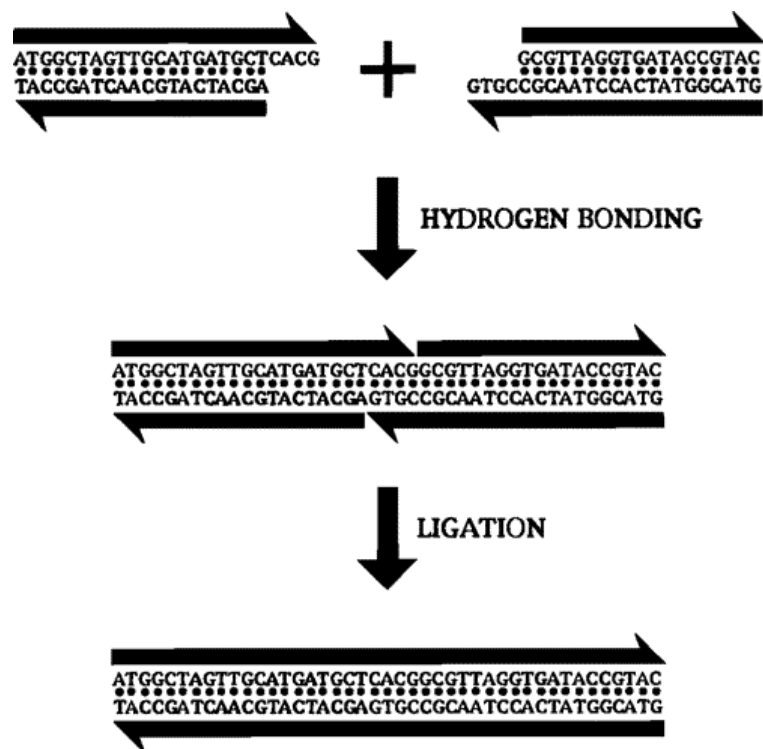 ATGGCTAGTTGCATGATGCTCACG
TACCGATCAACGTACTACGA
+
GCGTTAGGTGATACCGTAC
GTGCCGCAATCCACTATGGCATG
HYDROGEN BONDING
ATGGCTAGTTGCATGATGCTCACGGCGTTAGGTGATACCGTAC
TACCGATCAACGTACTACGAGTGCCGCAATCCACTATGGCATG
LIGATION
ATGGCTAGTTGCATGATGCTCACGGCGTTAGGTGATACCGTAC
TACCGATCAACGTACTACGAGTGCCGCAATCCACTATGGCATG